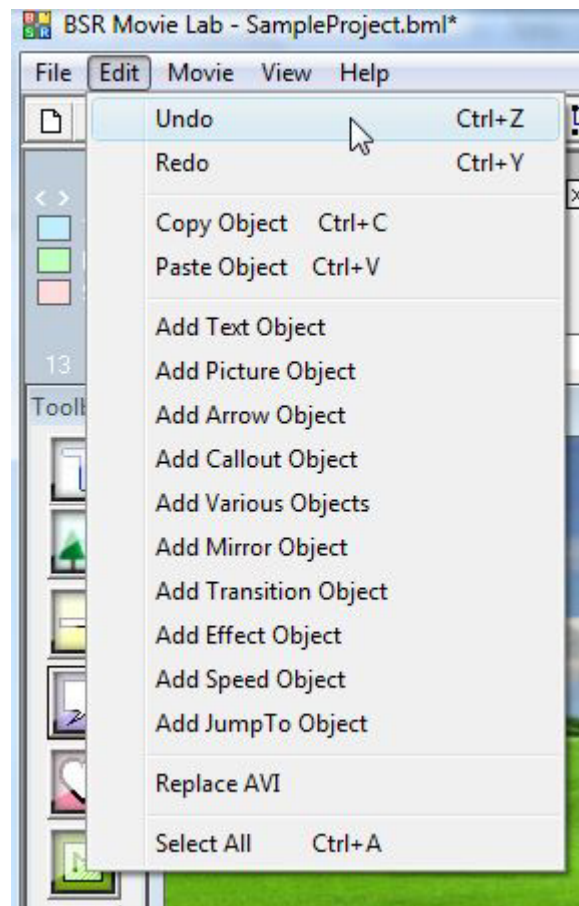 BSR Movie Lab - SampleProject.bml*
File Edit Movie View Help
Undo Ctrl+Z
Redo Ctrl+Y
Copy Object Ctrl+C
Paste Object Ctrl+V
Add Text Object
Add Picture Object
13
Add Arrow Object
Add Callout Object
Add Various Objects
Add Mirror Object
Add Transition Object
Add Effect Object
Add Speed Object
Add JumpTo Object
Replace AVI
Select All Ctrl+A